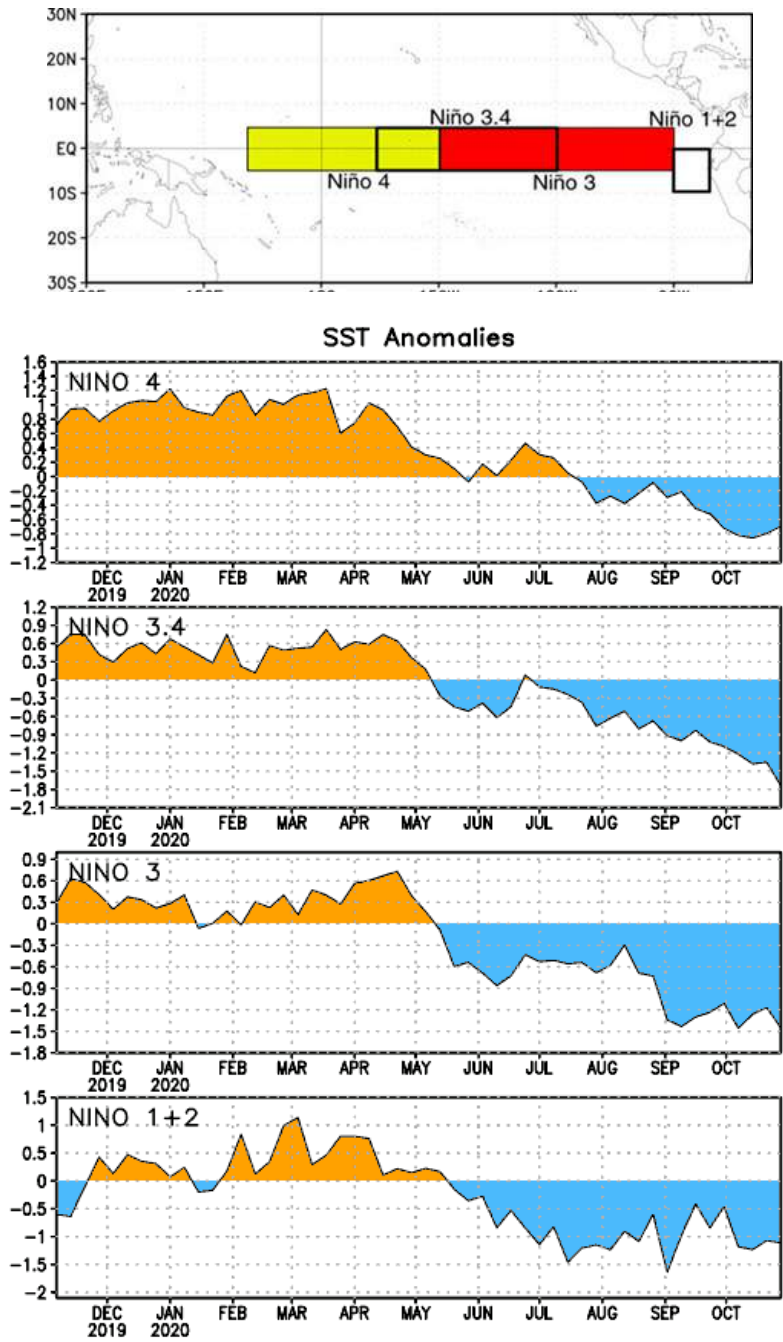 30N
20N
10N
EQ
10S
20S
30S
Niño 3.4
Niño 1+2
Niño 4
Niño 3
SST Anomalies
NINO 4
1.6
1.2
0.8
0.4
0.2
0
-0.2
-0.4
-0.6
-0.8
-1
-1.2
DEC JAN FEB MAR APR MAY JUN JUL AUG SEP OCT
2019 2020
NINO 3.4
1.2
0.9
0.6
0.3
0
-0.3
-0.6
-0.9
-1.2
-1.5
-1.8
-2.1
DEC JAN FEB MAR APR MAY JUN JUL AUG SEP OCT
2019 2020
NINO 3
0.9
0.6
0.3
0
-0.3
-0.6
-0.9
-1.2
-1.5
-1.8
DEC JAN FEB MAR APR MAY JUN JUL AUG SEP OCT
2019 2020
NINO 1+2
1.5
1
0.5
0
-0.5
-1
-1.5
-2
DEC JAN FEB MAR APR MAY JUN JUL AUG SEP OCT
2019 2020